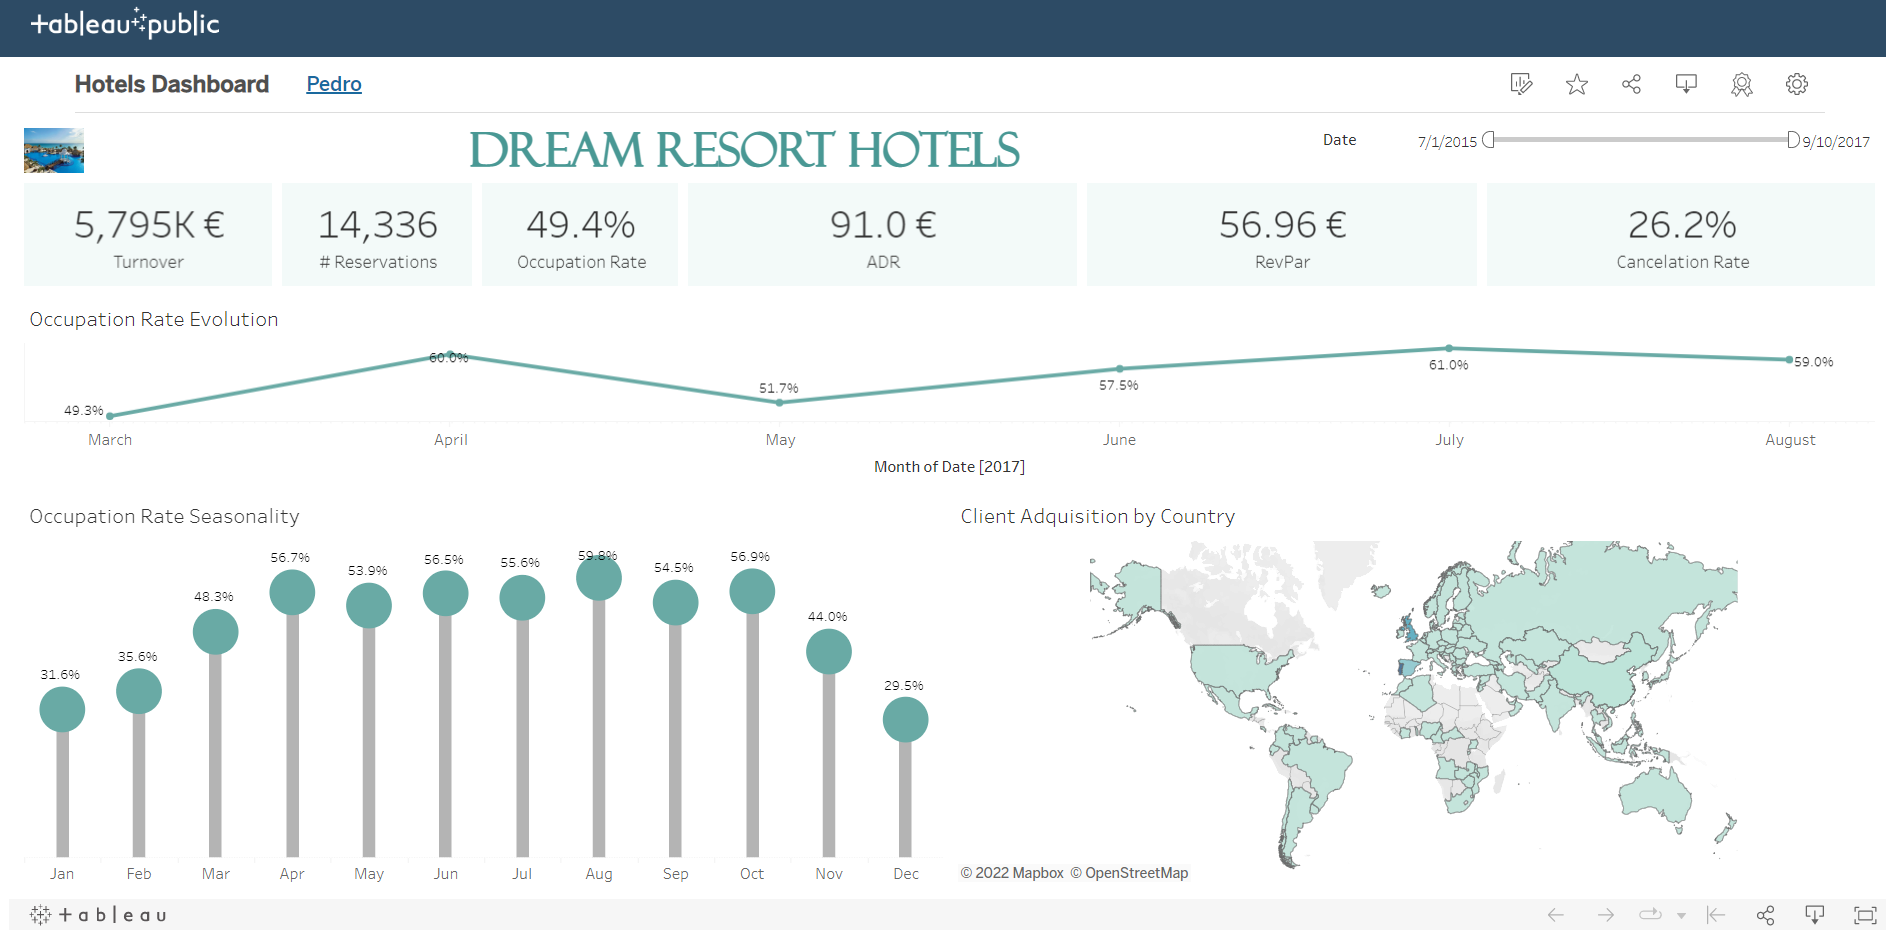 tableau public
Hotels Dashboard Pedro
DREAM RESORT HOTELS
Date 7/1/2015 9/10/2017
5,795K € 14,336 49.4% 91.0 € 56.96 € 26.2%
Turnover # Reservations Occupation Rate ADR RevPar Cancelation Rate
Occupation Rate Evolution
49.3% 60.0% 51.7% 57.5% 61.0% 59.0%
March April May June July August
Month of Date [2017]
Occupation Rate Seasonality
31.6% 35.6% 48.3% 56.7% 53.9% 56.5% 55.6% 59.8% 54.5% 56.9% 44.0% 29.5%
Jan Feb Mar Apr May Jun Jul Aug Sep Oct Nov Dec
Client Adquisition by Country
© 2022 Mapbox © OpenStreetMap
tableau